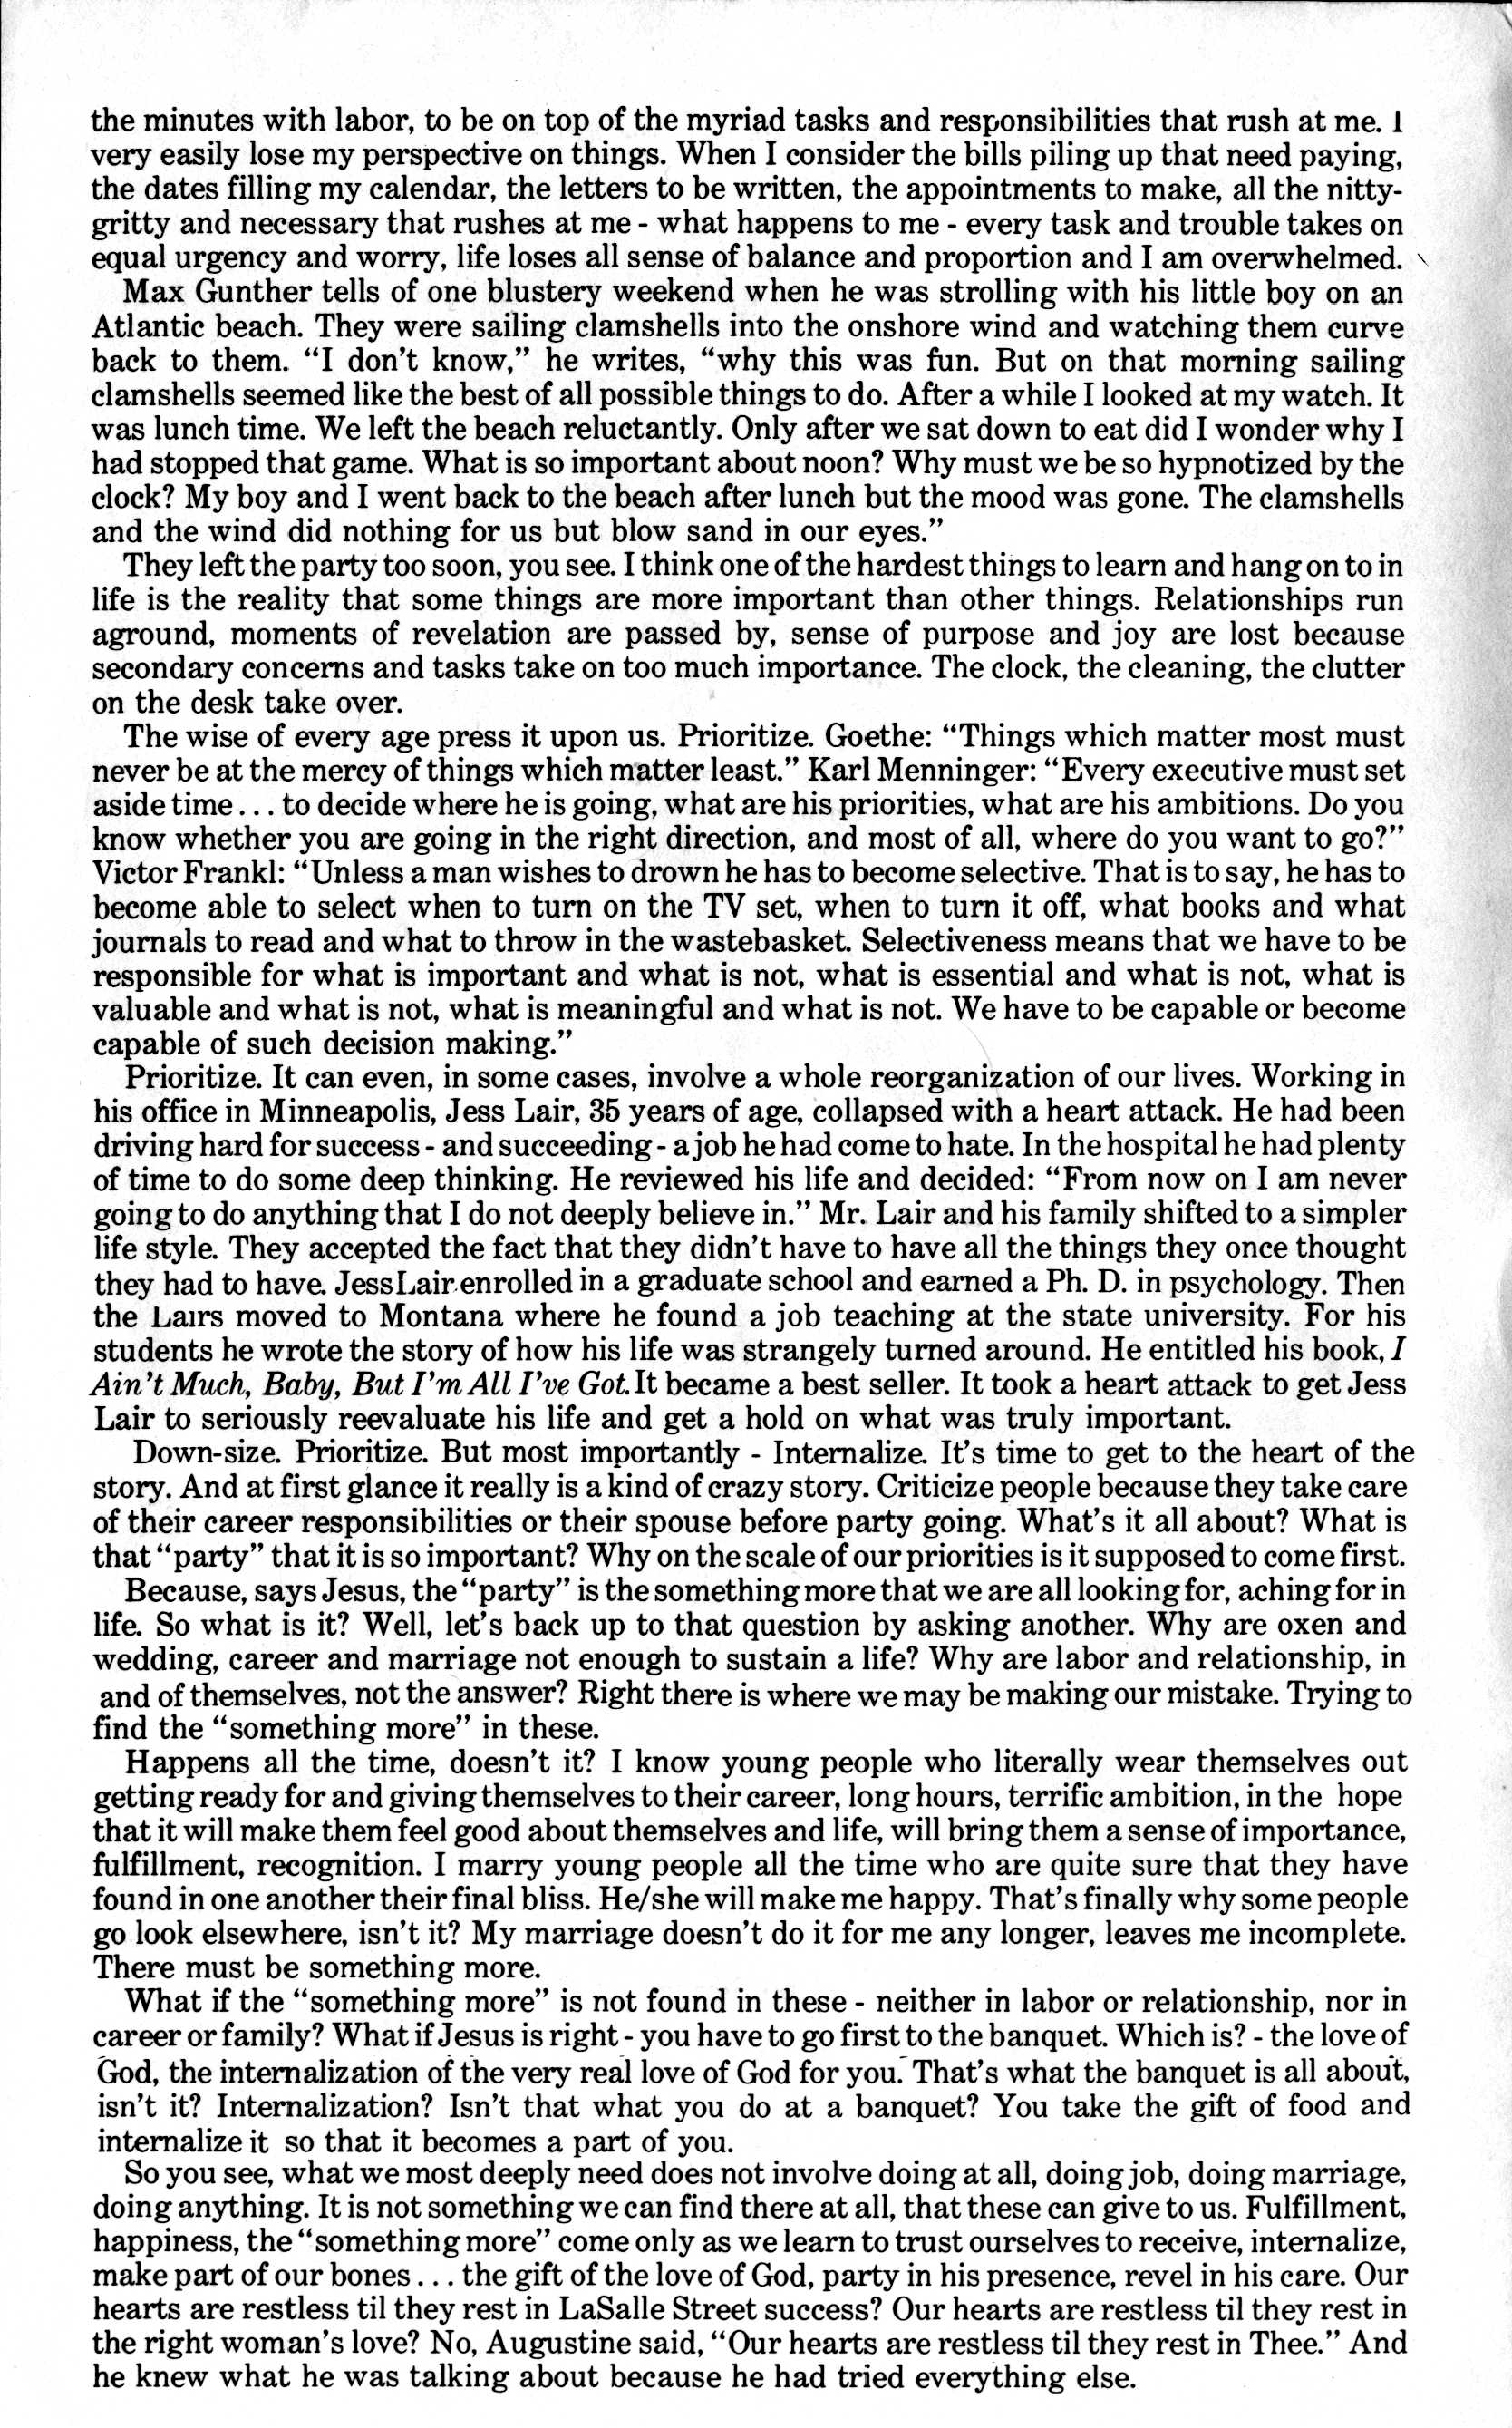 the minutes with labor, to be on top of the myriad tasks and responsibilities that rush at me. I
very easily lose my perspective on things. When I consider the bills piling up that need paying,
the dates filling my calendar, the letters to be written, the appointments to make, all the nitty-
gritty and necessary that rushes at me - what happens to me - every task and trouble takes on
equal urgency and worry, life loses all sense of balance and proportion and I am overwhelmed.
Max Gunther tells of one blustery weekend when he was strolling with his little boy on an
Atlantic beach. They were sailing clamshells into the onshore wind and watching them curve
back to them. “I don't know,” he writes, “why this was fun. But on that morning sailing
clamshells seemed like the best of all possible things to do. After a while I looked at my watch. It
was lunch time. We left the beach reluctantly. Only after we sat down to eat did I wonder why I
had stopped that game. What is so important about noon? Why must we be so hypnotized by the
clock? My boy and I went back to the beach after lunch but the mood was gone. The clamshells
and the wind did nothing for us but blow sand in our eyes.”
They left the party too soon, you see. I think one of the hardest things to learn and hang on to in
life is the reality that some things are more important than other things. Relationships run
aground, moments of revelation are passed by, sense of purpose and joy are lost because
secondary concerns and tasks take on too much importance. The clock, the cleaning, the clutter
on the desk take over.
The wise of every age press it upon us. Prioritize. Goethe: “Things which matter most must
never be at the mercy of things which matter least.” Karl Menninger: “Every executive must set
aside time... to decide where he is going, what are his priorities, what are his ambitions. Do you
know whether you are going in the right direction, and most of all, where do you want to go?”
Victor Frankl: “Unless a man wishes to drown he has to become selective. That is to say, he has to
become able to select when to turn on the TV set, when to turn it off, what books and what
journals to read and what to throw in the wastebasket. Selectiveness means that we have to be
responsible for what is important and what is not, what is essential and what is not, what is
valuable and what is not, what is meaningful and what is not. We have to be capable or become
capable of such decision making.”
Prioritize. It can even, in some cases, involve a whole reorganization of our lives. Working in
his office in Minneapolis, Jess Lair, 35 years of age, collapsed with a heart attack. He had been
driving hard for success - and succeeding - a job he had come to hate. In the hospital he had plenty
of time to do some deep thinking. He reviewed his life and decided: “From now on I am never
going to do anything that I do not deeply believe in.” Mr. Lair and his family shifted to a simpler
life style. They accepted the fact that they didn't have to have all the things they once thought
they had to have. Jess Lair enrolled in a graduate school and earned a Ph. D. in psychology. Then
the Lairs moved to Montana where he found a job teaching at the state university. For his
students he wrote the story of how his life was strangely turned around. He entitled his book, I
Ain't Much, Baby, But I'm All I've Got. It became a best seller. It took a heart attack to get Jess
Lair to seriously reevaluate his life and get a hold on what was truly important.
Down-size. Prioritize. But most importantly - Internalize. It's time to get to the heart of the
story. And at first glance it really is a kind of crazy story. Criticize people because they take care
of their career responsibilities or their spouse before party going. What's it all about? What is
that “party” that it is so important? Why on the scale of our priorities is it supposed to come first.
Because, says Jesus, the “party” is the something more that we are all looking for, aching for in
life. So what is it? Well, let's back up to that question by asking another. Why are oxen and
wedding, career and marriage not enough to sustain a life? Why are labor and relationship, in
and of themselves, not the answer? Right there is where we may be making our mistake. Trying to
find the “something more” in these.
Happens all the time, doesn't it? I know young people who literally wear themselves out
getting ready for and giving themselves to their career, long hours, terrific ambition, in the hope
that it will make them feel good about themselves and life, will bring them a sense of importance,
fulfillment, recognition. I marry young people all the time who are quite sure that they have
found in one another their final bliss. He/she will make me happy. That's finally why some people
go look elsewhere, isn't it? My marriage doesn't do it for me any longer, leaves me incomplete.
There must be something more.
What if the “something more” is not found in these - neither in labor or relationship, nor in
career or family? What if Jesus is right - you have to go first to the banquet. Which is? - the love of
God, the internalization of the very real love of God for you. That's what the banquet is all about,
isn't it? Internalization? Isn't that what you do at a banquet? You take the gift of food and
internalize it so that it becomes a part of you.
So you see, what we most deeply need does not involve doing at all, doing job, doing marriage,
doing anything. It is not something we can find there at all, that these can give to us. Fulfillment,
happiness, the “something more” come only as we learn to trust ourselves to receive, internalize,
make part of our bones... the gift of the love of God, party in his presence, revel in his care. Our
hearts are restless til they rest in LaSalle Street success? Our hearts are restless til they rest in
the right woman's love? No, Augustine said, “Our hearts are restless til they rest in Thee.” And
he knew what he was talking about because he had tried everything else.